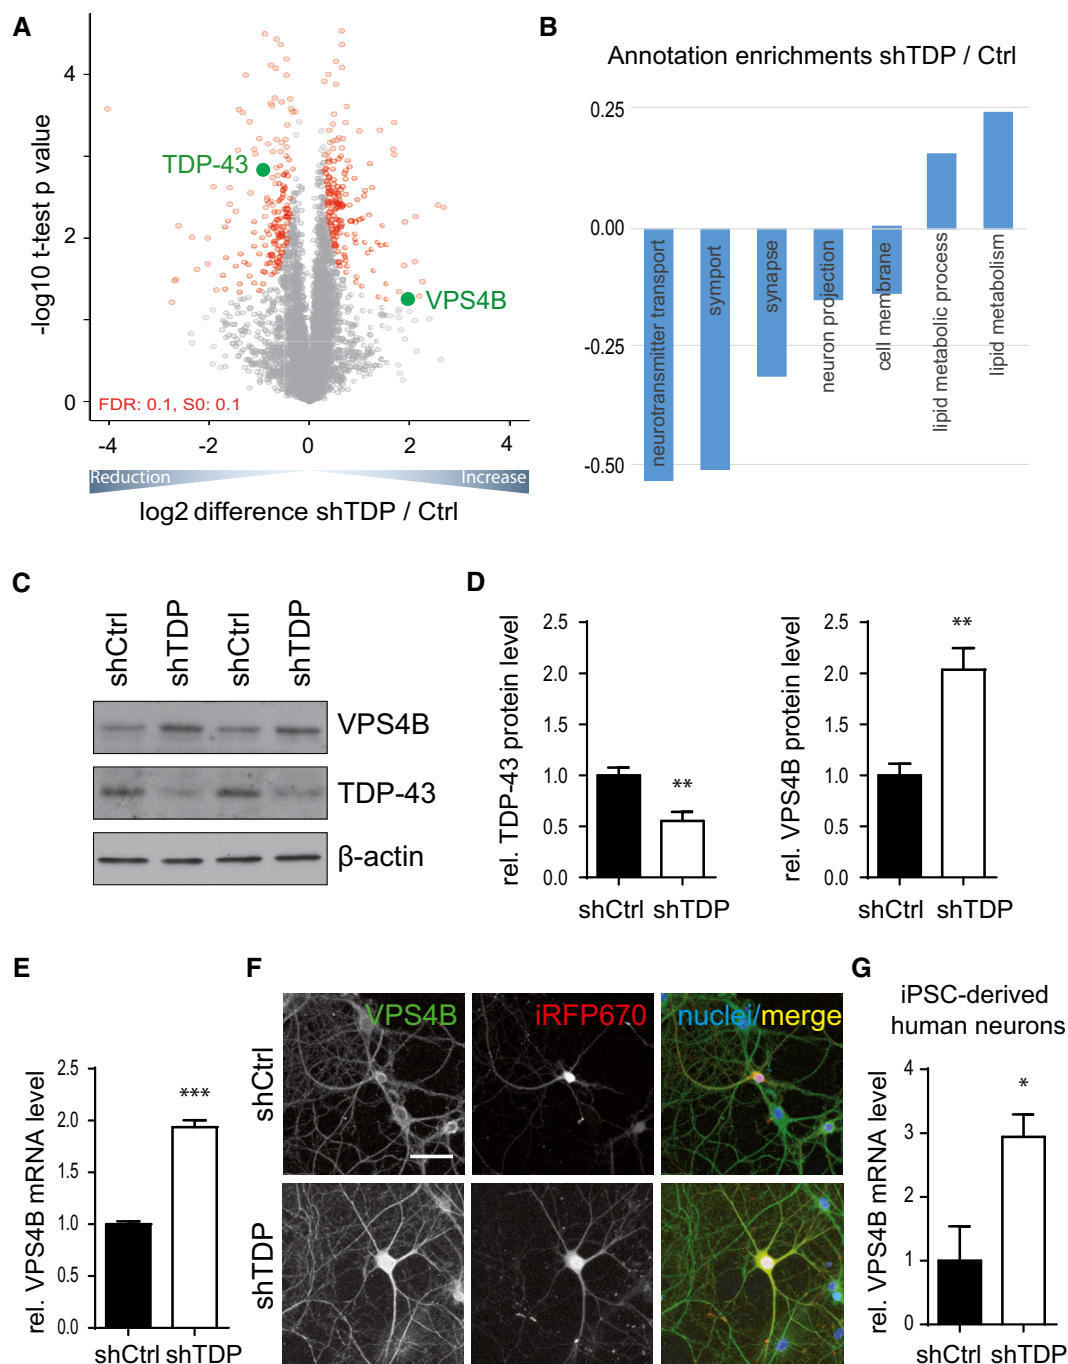 A
-log10 t-test p value
4
2
0
TDP-43
VPS4B
FDR: 0.1, S0: 0.1
-4
-2
0
2
4
Reduction
Increase
log2 difference shTDP / Ctrl
B
Annotation enrichments shTDP / Ctrl
0.25
0.00
-0.25
-0.50
neurotransmitter transport
symport
synapse
neuron projection
cell membrane
lipid metabolic process
lipid metabolism
C
shCtrl
shTDP
shCtrl
shTDP
VPS4B
TDP-43
β-actin
D
rel. TDP-43 protein level
2.5
2.0
1.5
1.0
0.5
0.0
**
shCtrl
shTDP
rel. VPS4B protein level
2.5
2.0
1.5
1.0
0.5
0.0
**
shCtrl
shTDP
E
rel. VPS4B mRNA level
2.5
2.0
1.5
1.0
0.5
0.0
***
shCtrl
shTDP
F
VPS4B
iRFP670
nuclei/merge
shCtrl
shTDP
G
iPSC-derived
human neurons
rel. VPS4B mRNA level
4
3
2
1
0
*
shCtrl
shTDP